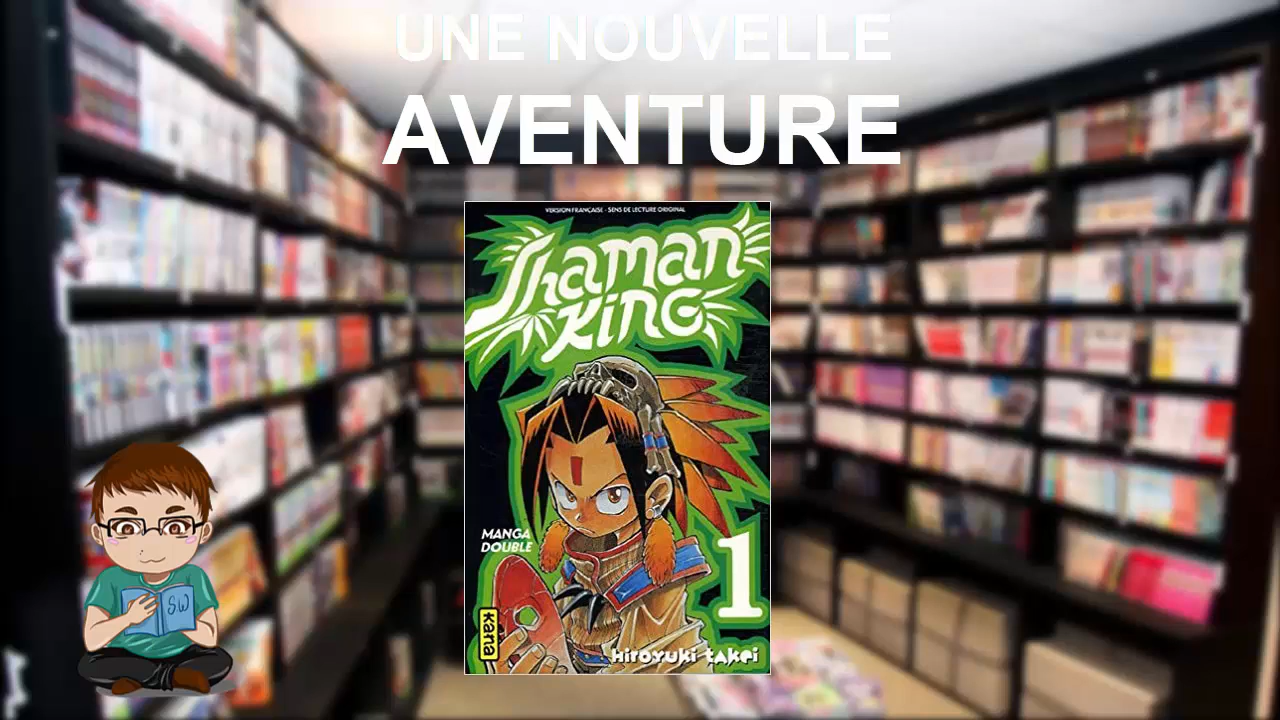 UNE NOUVELLE
AVENTURE
VERSION FRANÇAISE - SENS DE LECTURE ORIGINAL
Shaman
KING
MANGA
DOUBLE
1
KANA
HIROYUKI TAKEI
SW